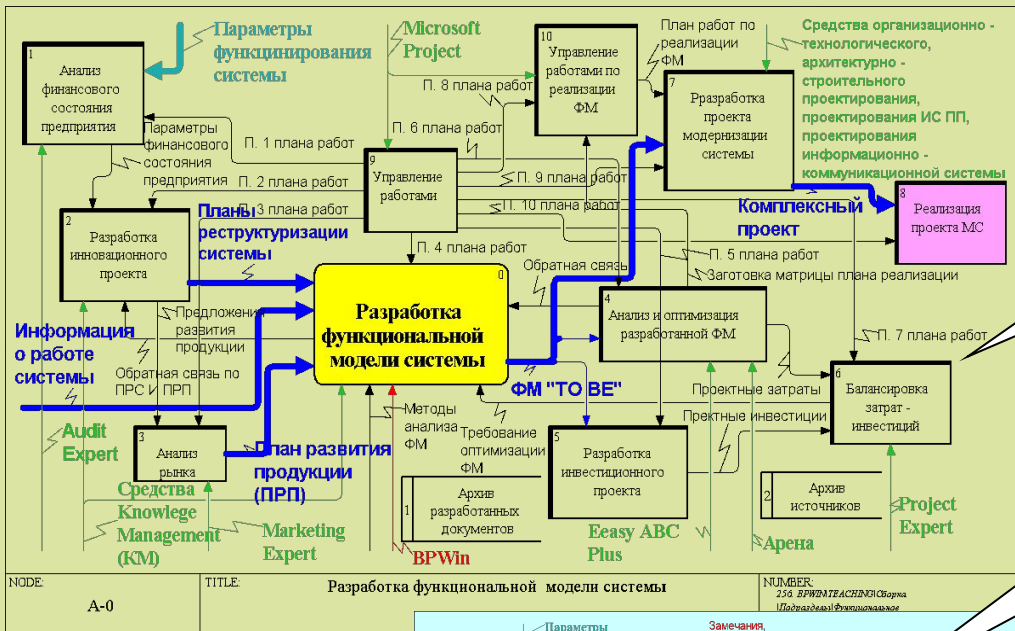 1
Анализ
финансового
состояния
предприятия
Параметры
функцинирования
системы
Microsoft
Project
10
Управление
работами по
реализации
ФМ
План работ по
реализации
ФМ
7
Рразработка
проекта
модернизации
системы
Средства организационно -
технологического,
архитектурно -
строительного
проектирования,
проектирования ИС ПП,
проектирования
информационно -
коммуникационной системы
П. 8 плана работ
П. 6 плана работ
Параметры
финансового
состояния
предприятия
П. 1 плана работ
П. 2 плана работ
П. 3 плана работ
9
Управление
работами
П. 9 плана работ
П. 10 плана работ
П. 4 плана работ
8
Реализация
проекта МС
Комплексный
проект
2
Разработка
инновационного
проекта
Планы
реструктуризации
системы
П. 5 плана работ
Обратная связь
Заготовка матрицы плана реализации
0
Разработка
функциональной
модели системы
4
Анализ и оптимизация
разработанной ФМ
П. 7 плана работ
Информация
о работе
системы
Предложения
развития
продукции
Обратная связь по
ПРС И ПРП
ФМ "TO BE"
Проектные затраты
Пректные инвестиции
6
Балансировка
затрат -
инвестиций
Audit
Expert
3
Анализ
рынка
План развития
продукции
(ПРП)
Методы
анализа
ФМ
Требование
оптимизации
ФМ
5
Разработка
инвестиционного
проекта
Средства
Knowlege
Management
(KM)
Marketing
Expert
1
Архив
разработанных
документов
BPWin
Eeasy ABC
Plus
2
Архив
источников
Арена
Project
Expert
NODE:
A-0
TITLE:
Разработка функциональной модели системы
NUMBER:
256. BPWIN\TEACHING\Сборка
\Подразделы\Функциональное
Параметры
Замечания,